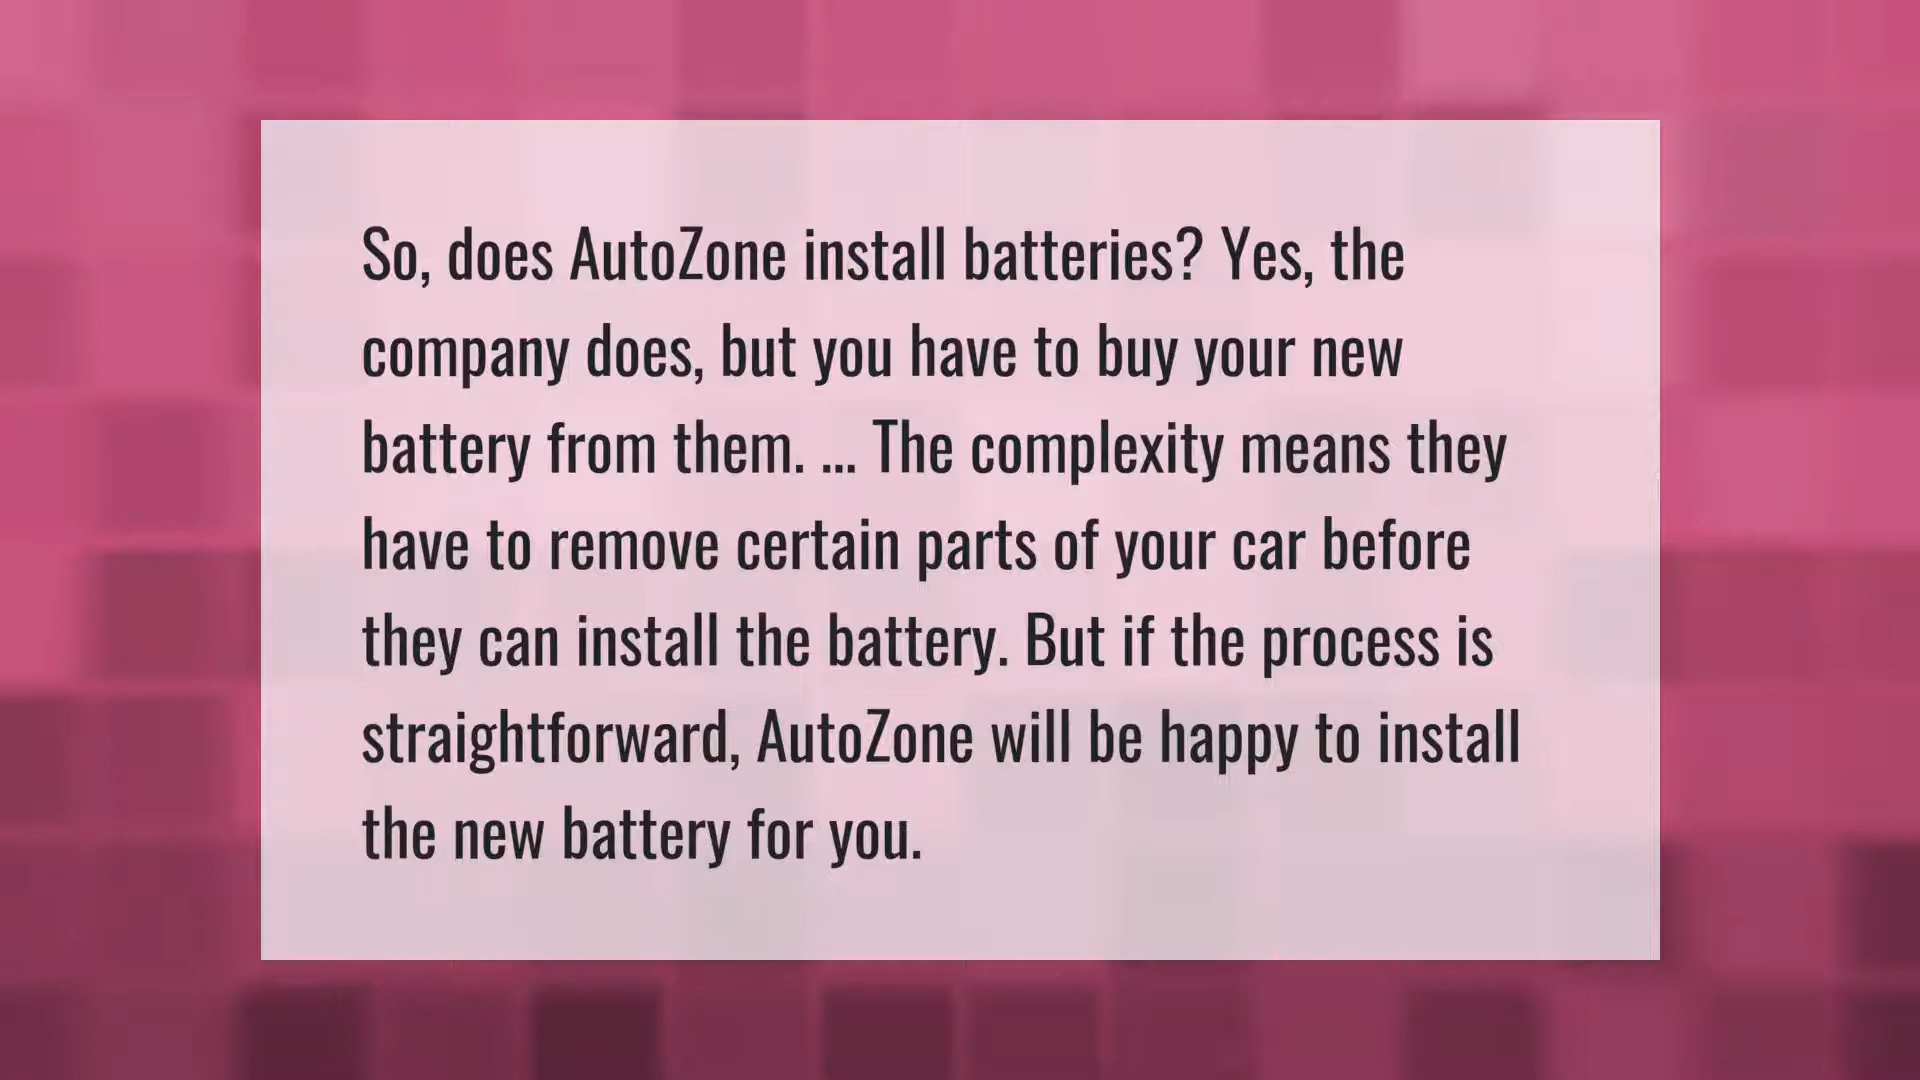 So, does AutoZone install batteries? Yes, the
company does, but you have to buy your new
battery from them. ... The complexity means they
have to remove certain parts of your car before
they can install the battery. But if the process is
straightforward, AutoZone will be happy to install
the new battery for you.